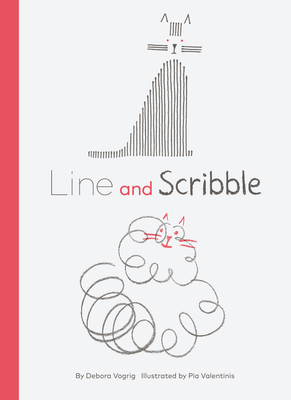 Line and Scribble
By Debora Vogrig Illustrated by Pia Valentinis